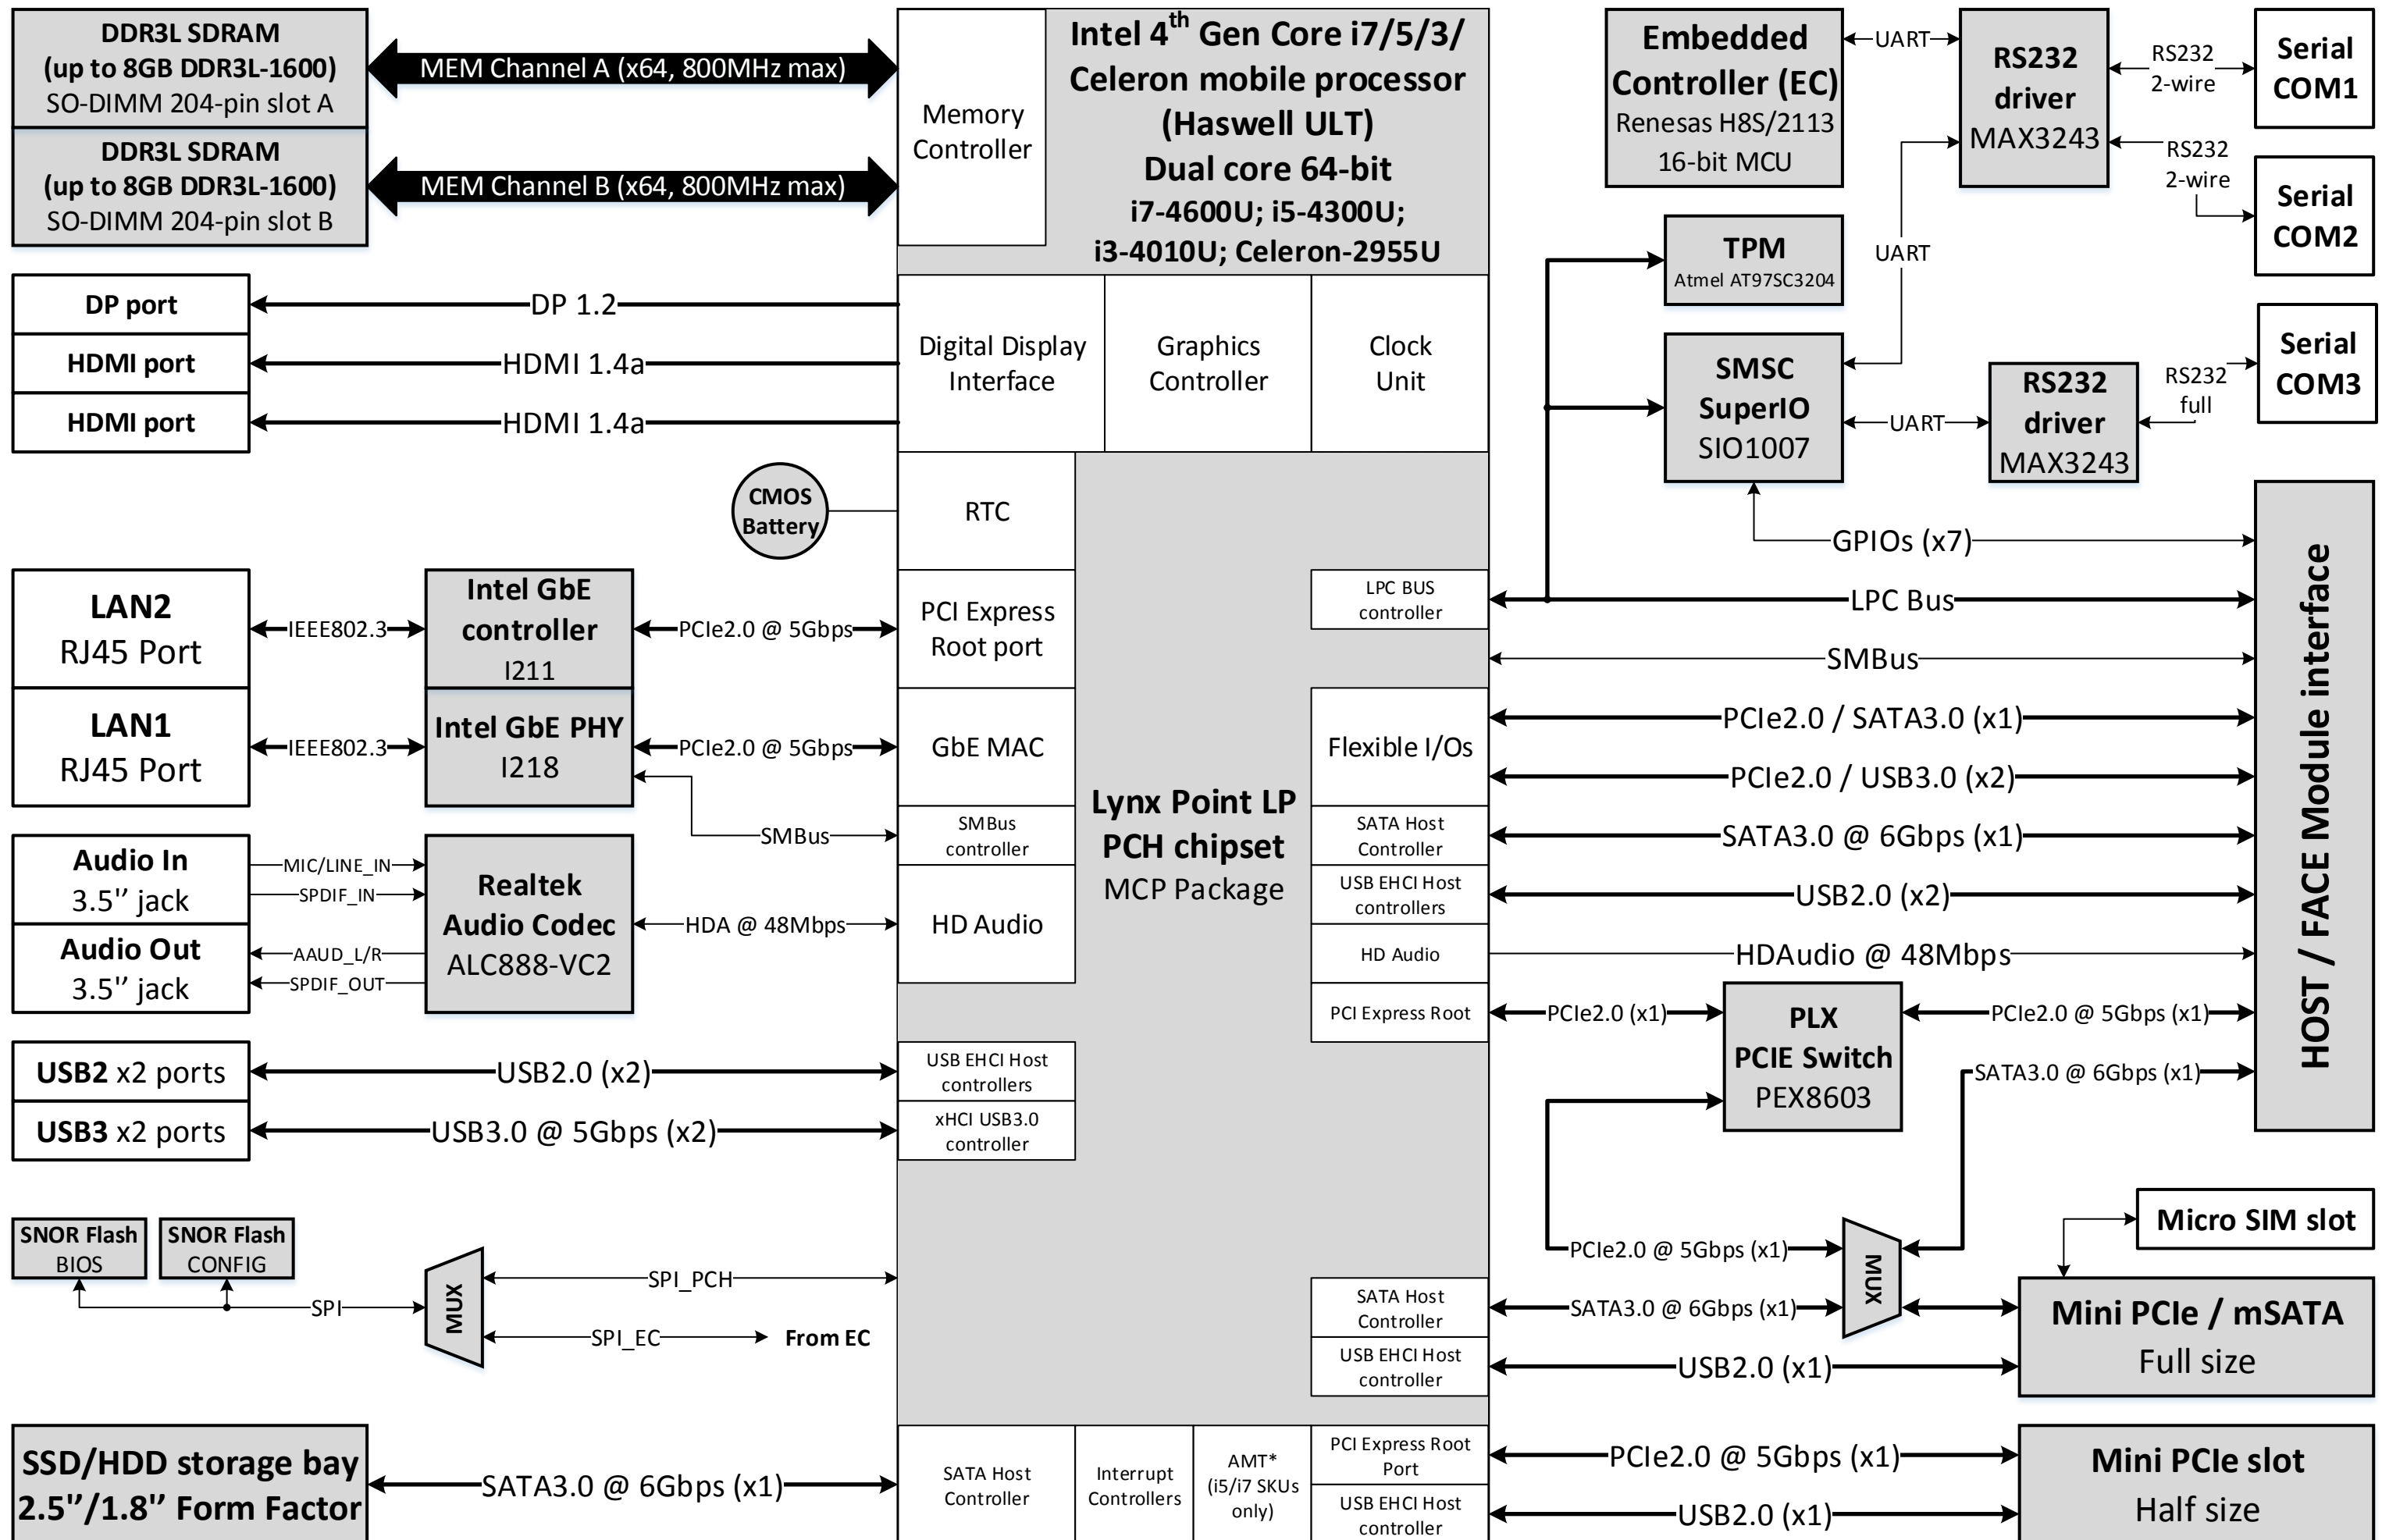 DDR3L SDRAM
(up to 8GB DDR3L-1600)
SO-DIMM 204-pin slot A
DDR3L SDRAM
(up to 8GB DDR3L-1600)
SO-DIMM 204-pin slot B
MEM Channel A (x64, 800MHz max)
MEM Channel B (x64, 800MHz max)
Memory
Controller
Intel 4th Gen Core i7/5/3/
Celeron mobile processor
(Haswell ULT)
Dual core 64-bit
i7-4600U; i5-4300U;
i3-4010U; Celeron-2955U
Embedded
Controller (EC)
Renesas H8S/2113
16-bit MCU
UART
RS232
driver
MAX3243
RS232
2-wire
Serial
COM1
RS232
2-wire
Serial
COM2
UART
TPM
Atmel AT97SC3204
SMSC
SuperIO
SIO1007
UART
RS232
driver
MAX3243
RS232
full
Serial
COM3
DP port
DP 1.2
HDMI port
HDMI 1.4a
HDMI port
HDMI 1.4a
Digital Display
Interface
Graphics
Controller
Clock
Unit
CMOS
Battery
RTC
GPIOs (x7)
LAN2
RJ45 Port
IEEE802.3
Intel GbE
controller
I211
PCIe2.0 @ 5Gbps
PCI Express
Root port
LPC BUS
controller
LPC Bus
SMBus
LAN1
RJ45 Port
IEEE802.3
Intel GbE PHY
I218
PCIe2.0 @ 5Gbps
GbE MAC
SMBus
SMBus
controller
Lynx Point LP
PCH chipset
MCP Package
Flexible I/Os
PCIe2.0 / SATA3.0 (x1)
PCIe2.0 / USB3.0 (x2)
SATA Host
Controller
SATA3.0 @ 6Gbps (x1)
USB EHCI Host
controllers
USB2.0 (x2)
HD Audio
HDAudio @ 48Mbps
PCI Express Root
PCIe2.0 (x1)
PLX
PCIE Switch
PEX8603
PCIe2.0 @ 5Gbps (x1)
SATA3.0 @ 6Gbps (x1)
HOST / FACE Module interface
Audio In
3.5'' jack
MIC/LINE_IN
SPDIF_IN
Audio Out
3.5'' jack
AAUD_L/R
SPDIF_OUT
Realtek
Audio Codec
ALC888-VC2
HDA @ 48Mbps
HD Audio
USB2 x2 ports
USB2.0 (x2)
USB EHCI Host
controllers
USB3 x2 ports
USB3.0 @ 5Gbps (x2)
xHCI USB3.0
controller
SNOR Flash
BIOS
SNOR Flash
CONFIG
SPI
MUX
SPI_PCH
SPI_EC
From EC
PCIe2.0 @ 5Gbps (x1)
MUX
Micro SIM slot
SATA Host
Controller
SATA3.0 @ 6Gbps (x1)
USB EHCI Host
controller
USB2.0 (x1)
Mini PCIe / mSATA
Full size
SSD/HDD storage bay
2.5''/1.8'' Form Factor
SATA3.0 @ 6Gbps (x1)
SATA Host
Controller
Interrupt
Controllers
AMT*
(i5/i7 SKUs
only)
PCI Express Root
Port
PCIe2.0 @ 5Gbps (x1)
USB EHCI Host
controller
USB2.0 (x1)
Mini PCIe slot
Half size